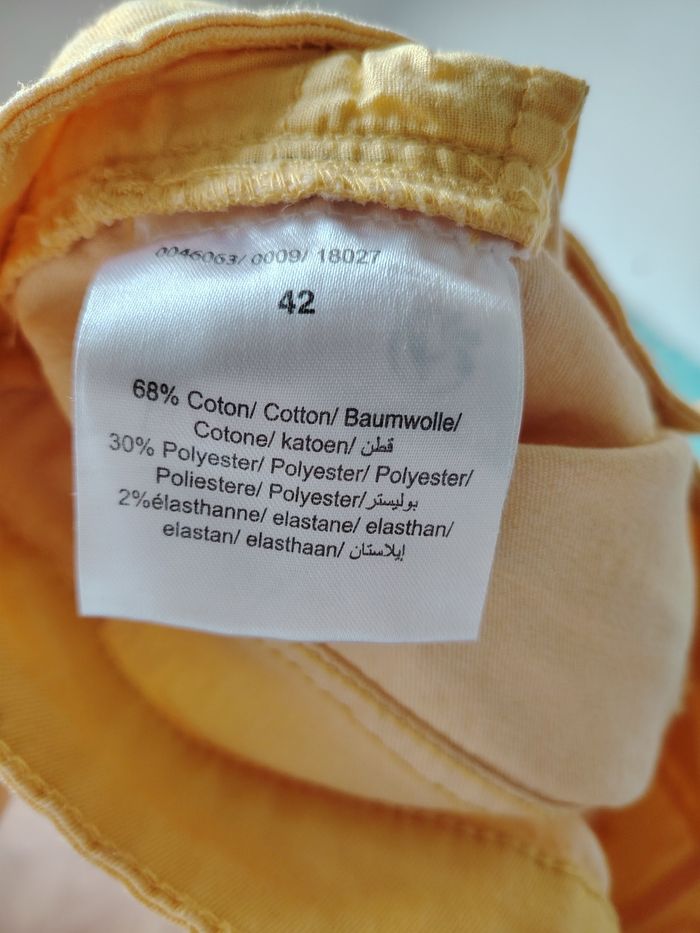 0046063/ 0009/ 18027
42
68% Coton/ Cotton/ Baumwolle/
Cotone/ katoen/ قطن
30% Polyester/ Polyester/ Polyester/
Poliestere/ Polyester/ بوليستر
2%élasthanne/ elastane/ elasthan/
elastan/ elasthaan/ إيلاستان